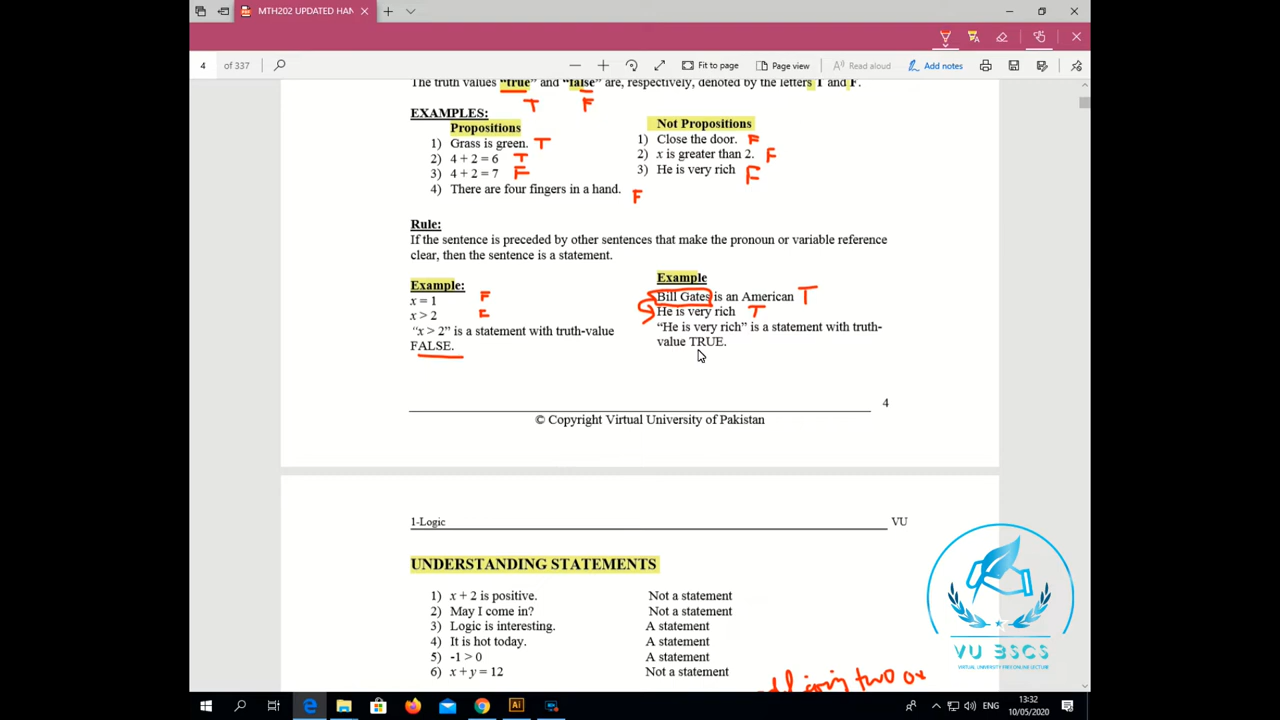 MTH202 UPDATED HAN
4 of 337
Fit to page
Page view
Read aloud
Add notes
The truth values "true" and "false" are, respectively, denoted by the letters T and F.
T F
EXAMPLES:
Propositions
1) Grass is green. T
2) 4 + 2 = 6 T
3) 4 + 2 = 7 F
4) There are four fingers in a hand. F
Not Propositions
1) Close the door. F
2) x is greater than 2. F
3) He is very rich F
Rule:
If the sentence is preceded by other sentences that make the pronoun or variable reference
clear, then the sentence is a statement.
Example:
x = 1 F
x > 2 F
"x > 2" is a statement with truth-value
FALSE.
Example
Bill Gates is an American T
He is very rich T
"He is very rich" is a statement with truth-
value TRUE.
4
© Copyright Virtual University of Pakistan
1-Logic VU
UNDERSTANDING STATEMENTS
1) x + 2 is positive. Not a statement
2) May I come in? Not a statement
3) Logic is interesting. A statement
4) It is hot today. A statement
5) -1 > 0 A statement
6) x + y = 12 Not a statement
two or
VU BSCS
VIRTUAL UNIVERSITY FREE ONLINE LECTURE
ENG
13:32
10/05/2020